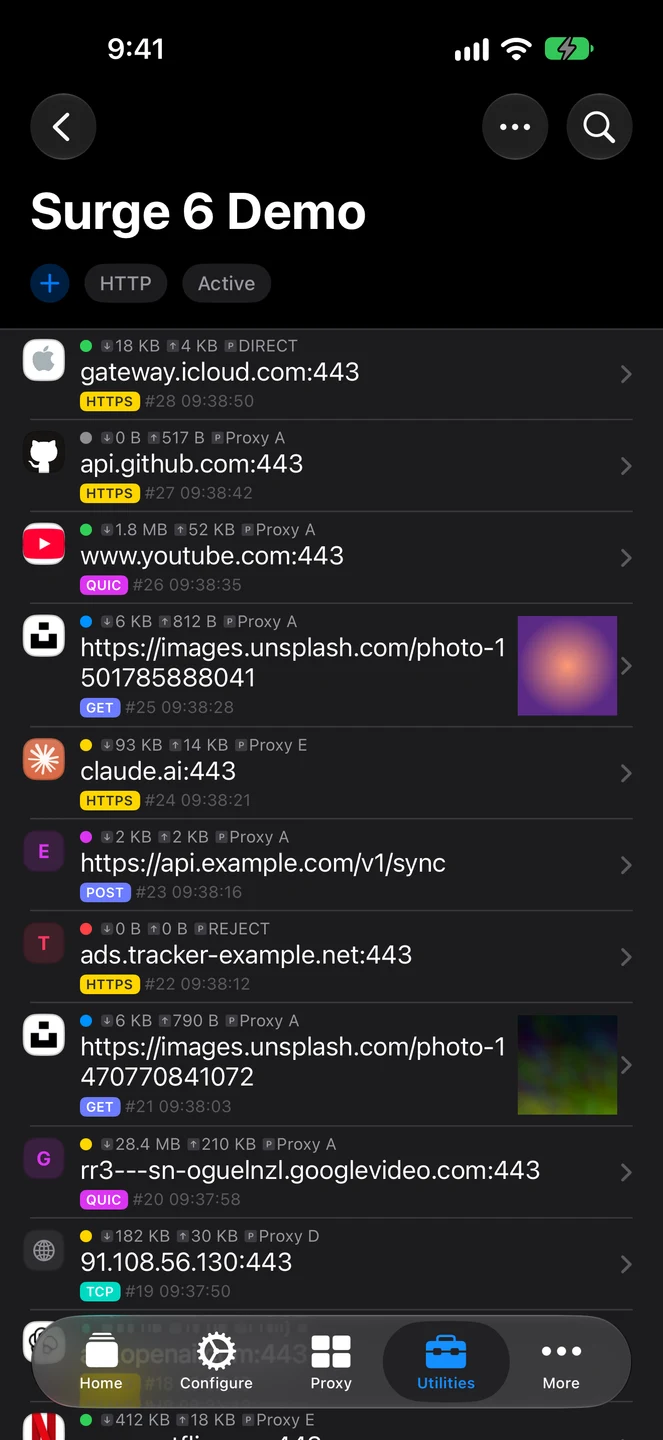 9:41
Surge 6 Demo
HTTP
Active
18 KB 4 KB P DIRECT
gateway.icloud.com:443
HTTPS #28 09:38:50
0 B 517 B P Proxy A
api.github.com:443
HTTPS #27 09:38:42
1.8 MB 52 KB P Proxy A
www.youtube.com:443
QUIC #26 09:38:35
6 KB 812 B P Proxy A
https://images.unsplash.com/photo-1
501785888041
GET #25 09:38:28
93 KB 14 KB P Proxy E
claude.ai:443
HTTPS #24 09:38:21
E
2 KB 2 KB P Proxy A
https://api.example.com/v1/sync
POST #23 09:38:16
T
0 B 0 B P REJECT
ads.tracker-example.net:443
HTTPS #22 09:38:12
6 KB 790 B P Proxy A
https://images.unsplash.com/photo-1
470770841072
GET #21 09:38:03
G
28.4 MB 210 KB P Proxy A
rr3---sn-oguelnzl.googlevideo.com:443
QUIC #20 09:37:58
182 KB 30 KB P Proxy D
91.108.56.130:443
TCP #19 09:37:50
Home
Configure
Proxy
Utilities
More
412 KB 18 KB P Proxy E